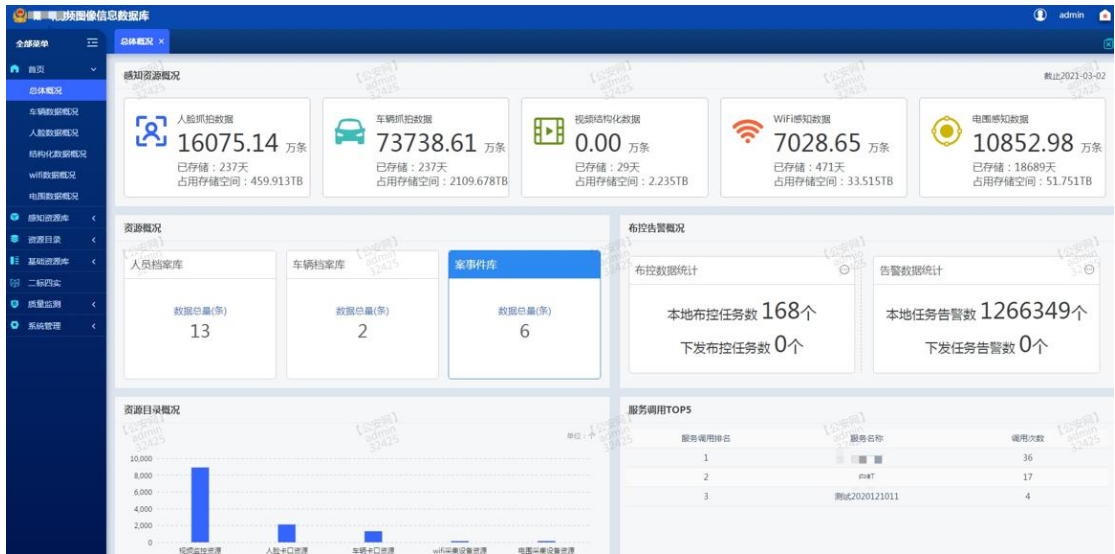 频图像信息数据库
admin
全部菜单
总体概况 ×
首页
总体概况
车辆数据概况
人脸数据概况
结构化数据概况
wifi数据概况
电围数据概况
感知资源库
资源目录
基础资源库
二标四实
质量监测
系统管理
感知资源概况
截止2021-03-02
人脸抓拍数据
16075.14 万条
已存储：237天
占用存储空间：459.913TB
车辆抓拍数据
73738.61 万条
已存储：237天
占用存储空间：2109.678TB
视频结构化数据
0.00 万条
已存储：29天
占用存储空间：2.235TB
WiFi感知数据
7028.65 万条
已存储：471天
占用存储空间：33.515TB
电围感知数据
10852.98 万条
已存储：18689天
占用存储空间：51.751TB
资源概况
人员档案库
数据总量(条)
13
车辆档案库
数据总量(条)
2
案事件库
数据总量(条)
6
布控告警概况
布控数据统计
本地布控任务数 168个
下发布控任务数 0个
告警数据统计
本地任务告警数 1266349个
下发任务告警数 0个
资源目录概况
单位：个
10,000
8,000
6,000
4,000
2,000
0
视频监控资源
人脸卡口资源
车辆卡口资源
wifi采集设备资源
电围采集设备资源
服务调用TOP5
服务调用排名 服务名称 调用次数
1 36
2 17
3 测试2020121011 4
【公安网】
admin
32425